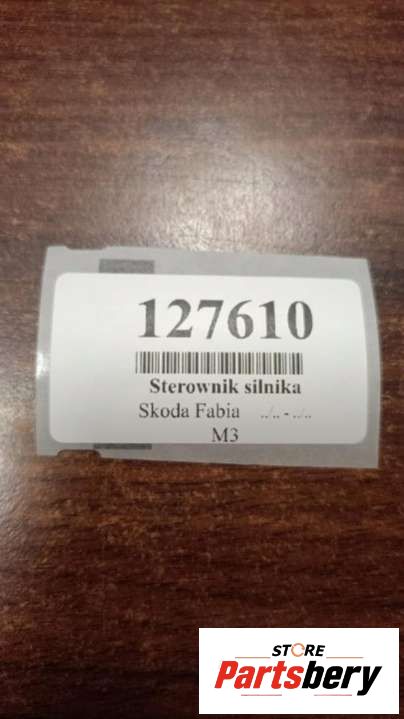 127610
Sterownik silnika
Skoda Fabia ../.. - ../..
M3
STORE
Partsbery